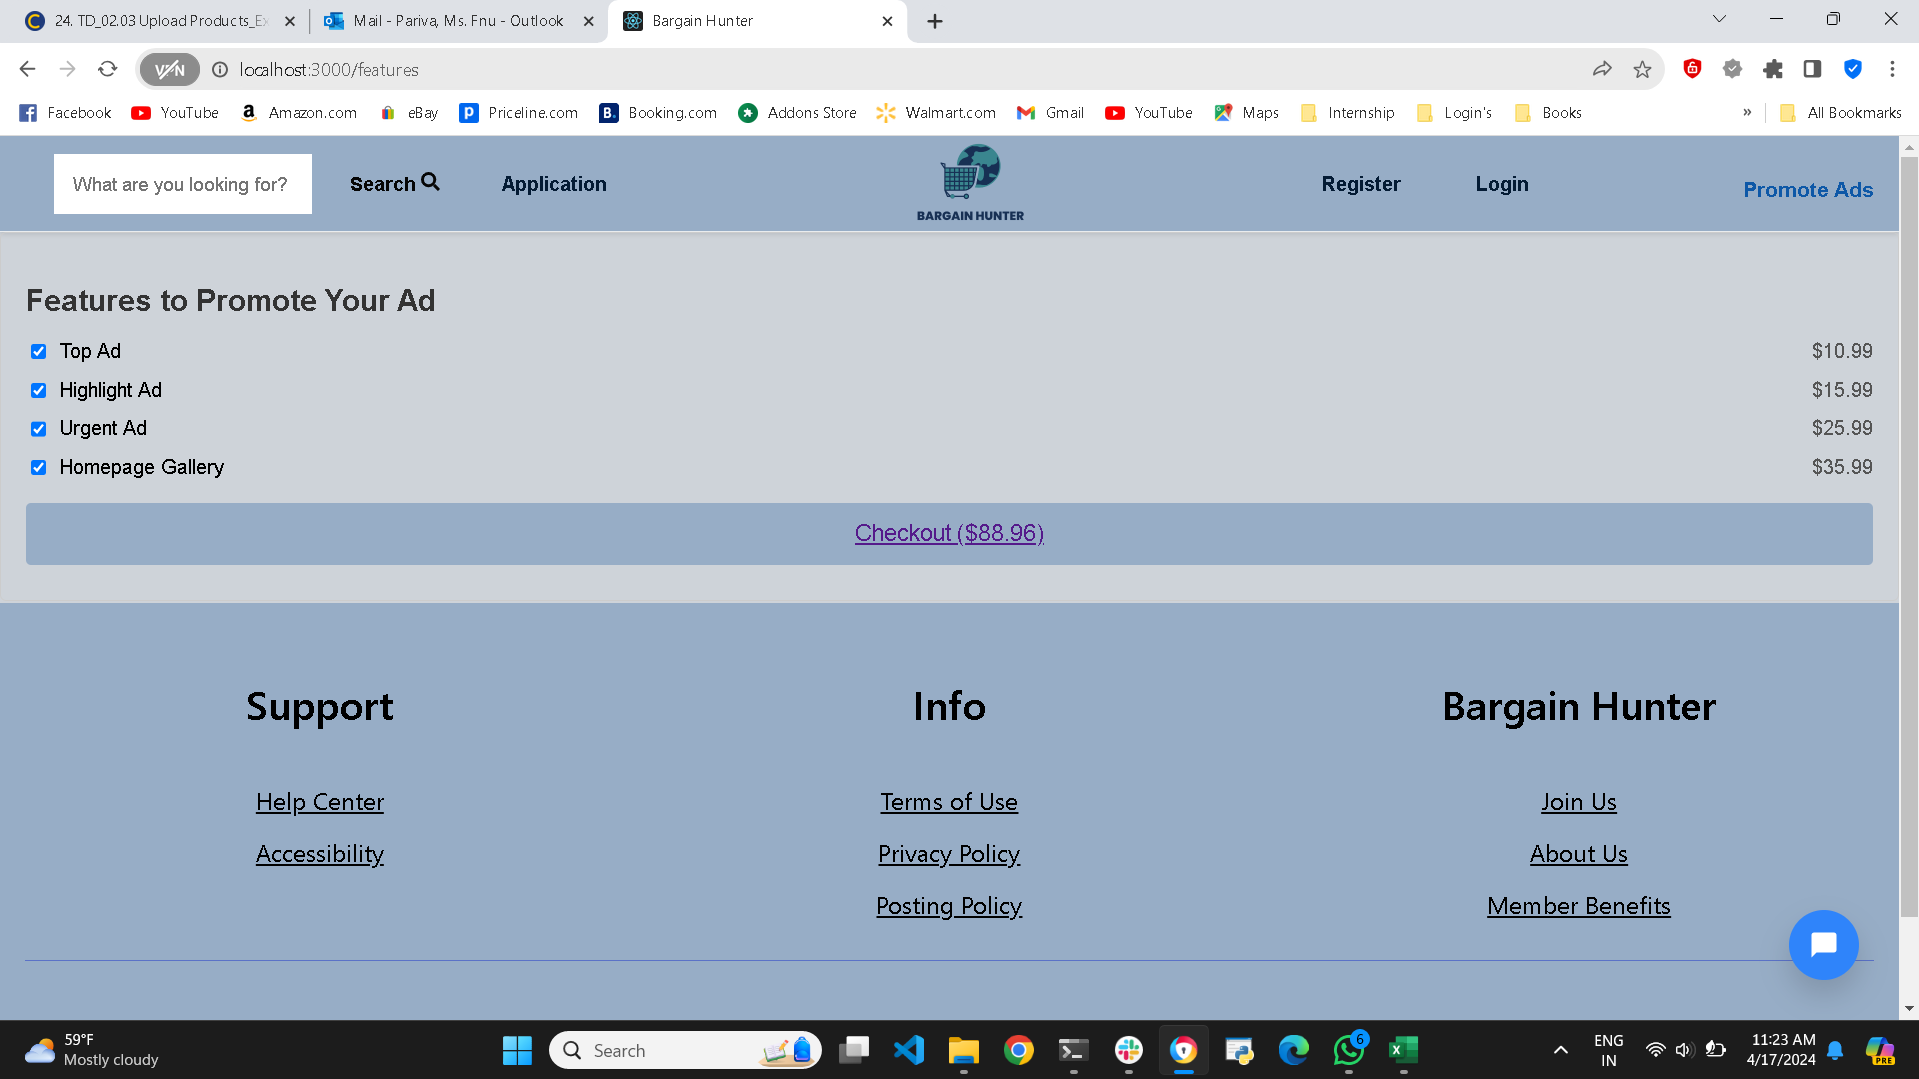 24. TD_02.03 Upload Products_Ex
Mail - Pariva, Ms. Fnu - Outlook
Bargain Hunter
VPN
localhost:3000/features
Facebook
YouTube
Amazon.com
eBay
Priceline.com
Booking.com
Addons Store
Walmart.com
Gmail
YouTube
Maps
Internship
Login's
Books
»
All Bookmarks
What are you looking for?
Search
Application
BARGAIN HUNTER
Register
Login
Promote Ads
Features to Promote Your Ad
Top Ad $10.99
Highlight Ad $15.99
Urgent Ad $25.99
Homepage Gallery $35.99
Checkout ($88.96)
Support
Help Center
Accessibility
Info
Terms of Use
Privacy Policy
Posting Policy
Bargain Hunter
Join Us
About Us
Member Benefits
59°F
Mostly cloudy
Search
6
ENG
IN
11:23 AM
4/17/2024
PRE